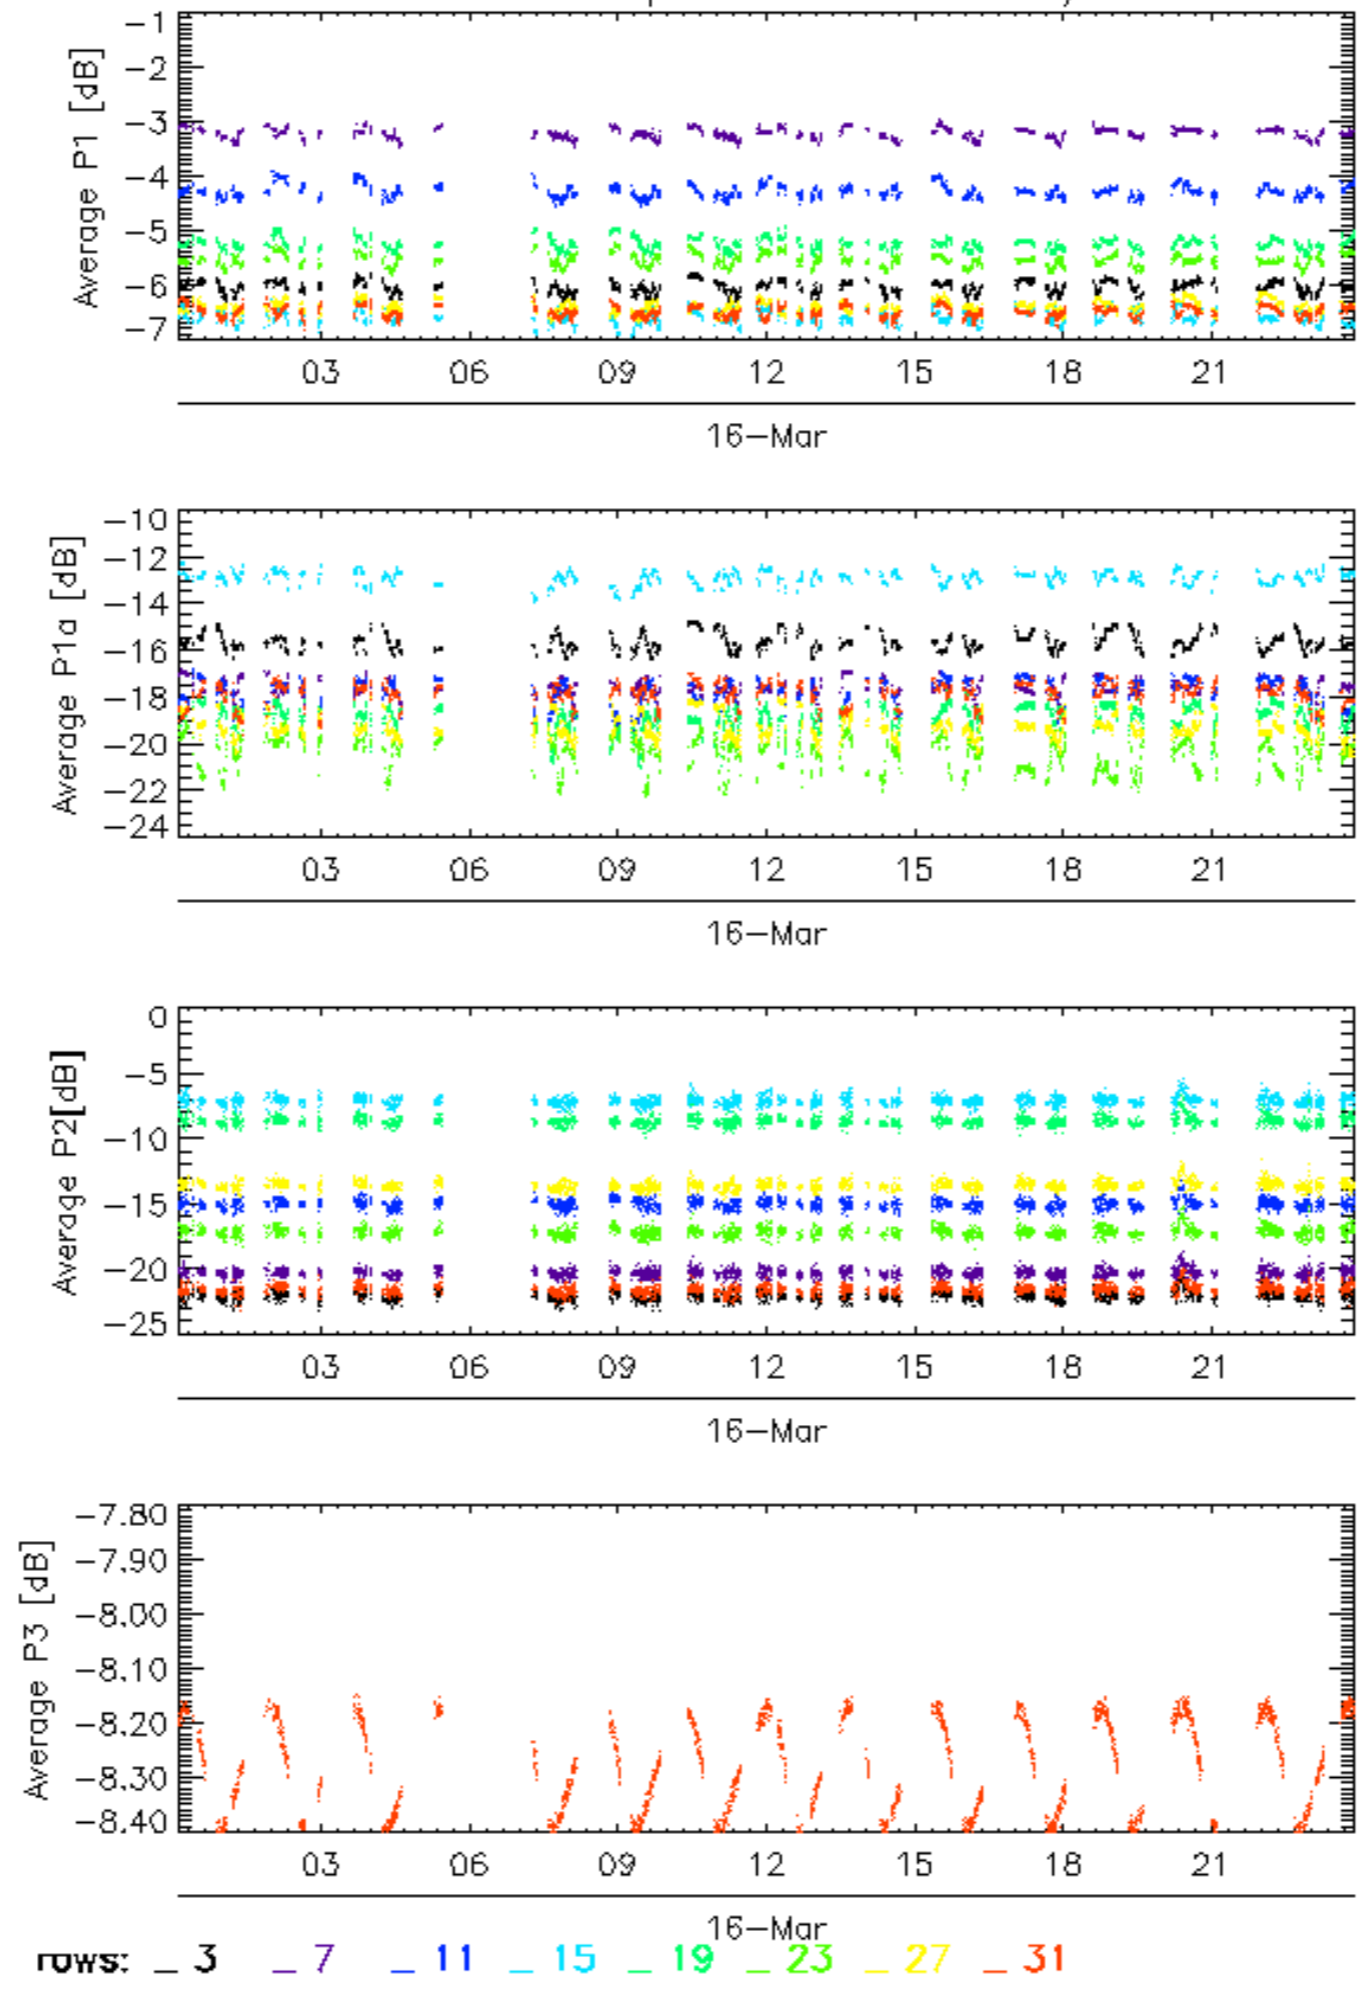 Average P1 [dB]
-1
-2
-3
-4
-5
-6
-7
03 06 09 12 15 18 21
16-Mar
Average P1a [dB]
-10
-12
-14
-16
-18
-20
-22
-24
03 06 09 12 15 18 21
16-Mar
Average P2[dB]
0
-5
-10
-15
-20
-25
03 06 09 12 15 18 21
16-Mar
Average P3 [dB]
-7.80
-7.90
-8.00
-8.10
-8.20
-8.30
-8.40
03 06 09 12 15 18 21
16-Mar
rows: _ 3 _ 7 _ 11 _ 15 _ 19 _ 23 _ 27 _ 31